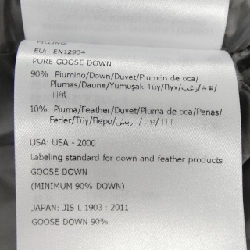 EU: EN12934
PURE GOOSE DOWN
90% Piumino/Down/Duvet/Plumón de oca/
Plumas/Daune/Yumuşak Tüy/
10% Piuma/Feather/Duvet/Pluma de oca/Penas/
Feder/Tüy/Перо/
USA: USA - 2000
Labeling standard for down and feather products
GOOSE DOWN
(MINIMUM 90% DOWN)
JAPAN: JIS L 1903 : 2011
GOOSE DOWN 90%